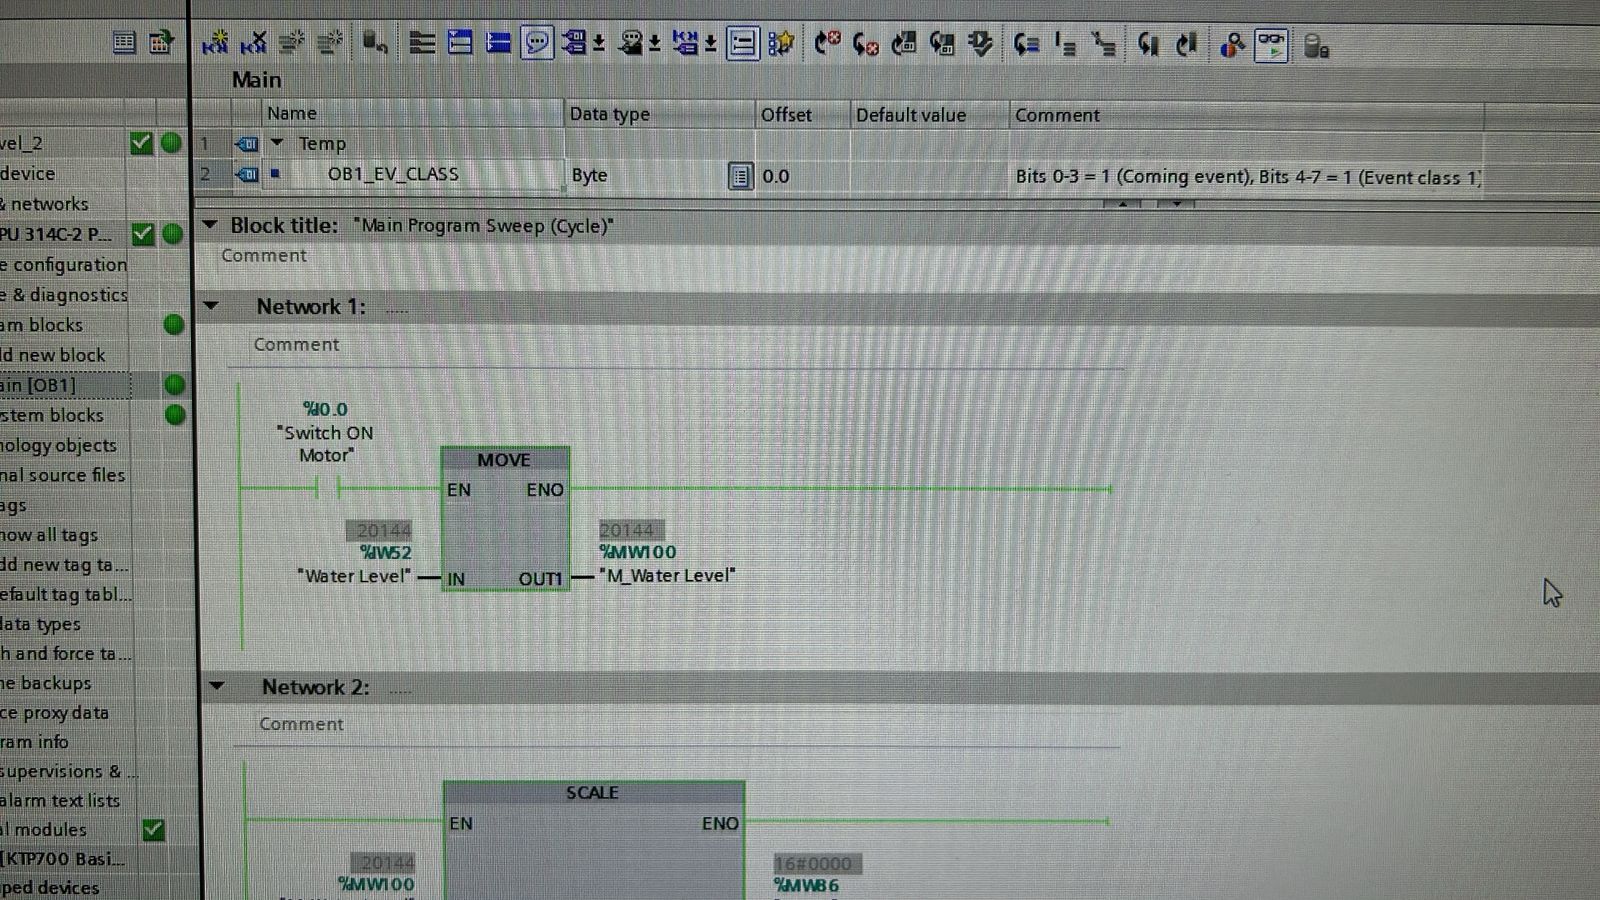 Main
Name Data type Offset Default value Comment
1 Temp
2 OB1_EV_CLASS Byte 0.0 Bits 0-3 = 1 (Coming event), Bits 4-7 = 1 (Event class 1)
vel_2
device
& networks
PU 314C-2 P...
e configuration
e & diagnostics
am blocks
dd new block
ain [OB1]
stem blocks
nology objects
nal source files
ags
how all tags
dd new tag ta...
efault tag tabl...
data types
h and force ta...
ne backups
ce proxy data
ram info
supervisions & ...
alarm text lists
al modules
[KTP700 Basi...
ped devices
Block title: "Main Program Sweep (Cycle)"
Comment
Network 1: .....
Comment
%I0.0
"Switch ON
Motor"
MOVE
EN ENO
20144 20144
%IW52 %MW100
"Water Level" IN OUT1 "M_Water Level"
Network 2: .....
Comment
SCALE
EN ENO
20144 16#0000
%MW100 %MW86